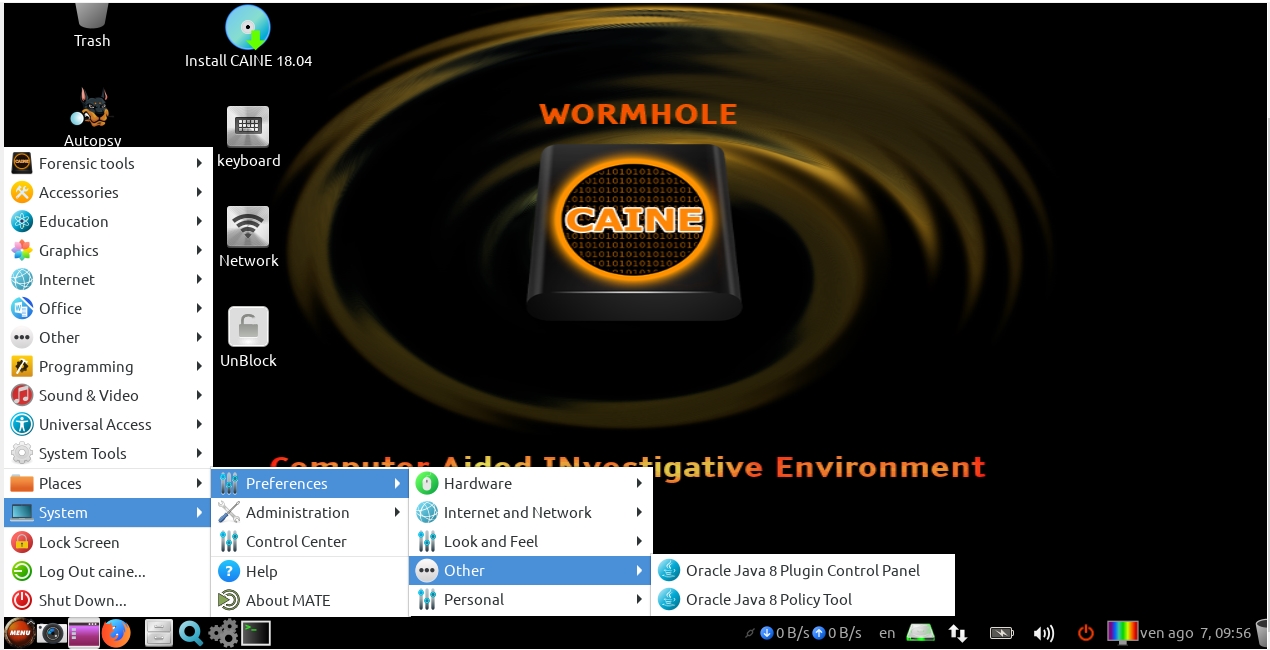 Trash
Install CAINE 18.04
WORMHOLE
CAINE
Autopsy
keyboard
Network
UnBlock
Computer Aided INvestigative Environment
Forensic tools
Accessories
Education
Graphics
Internet
Office
Other
Programming
Sound & Video
Universal Access
System Tools
Places
System
Lock Screen
Log Out caine...
Shut Down...
Preferences
Administration
Control Center
Help
About MATE
Hardware
Internet and Network
Look and Feel
Other
Personal
Oracle Java 8 Plugin Control Panel
Oracle Java 8 Policy Tool
MENU
0 B/s 0 B/s en ven ago 7, 09:56